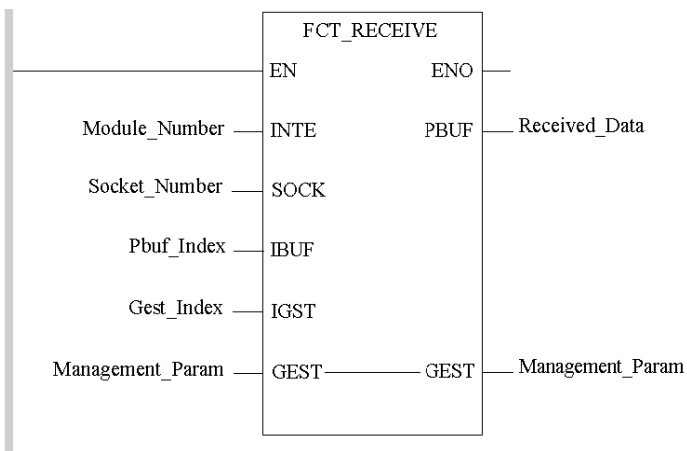 FCT_RECEIVE
EN ENO
Module_Number INTE PBUF Received_Data
Socket_Number SOCK
Pbuf_Index IBUF
Gest_Index IGST
Management_Param GEST GEST Management_Param